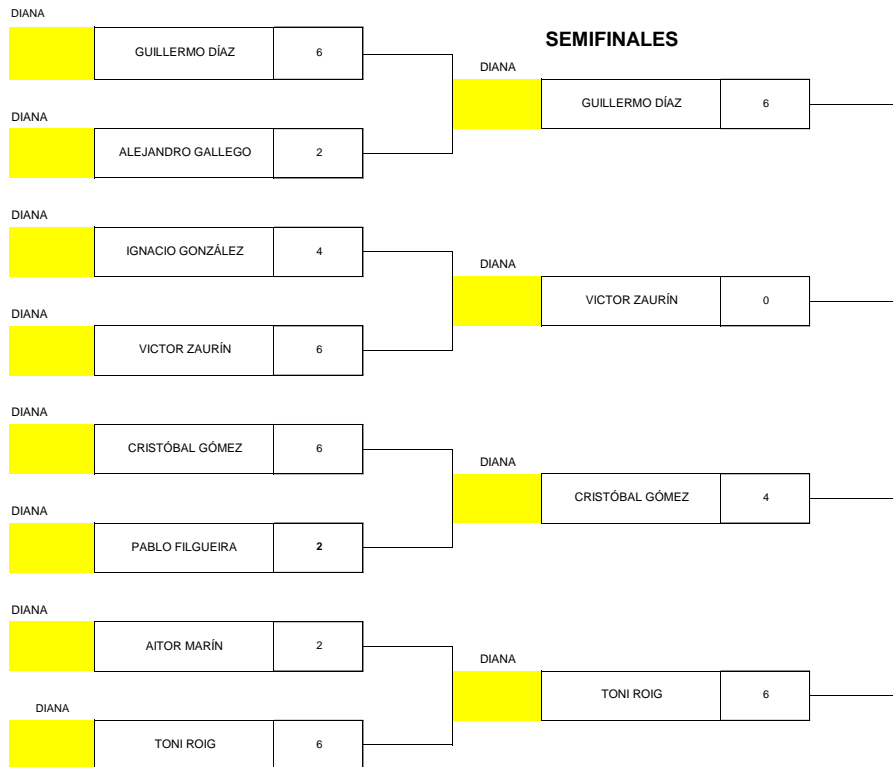 DIANA
GUILLERMO DÍAZ 6
DIANA
ALEJANDRO GALLEGO 2
DIANA
IGNACIO GONZÁLEZ 4
DIANA
VICTOR ZAURÍN 6
DIANA
CRISTÓBAL GÓMEZ 6
DIANA
PABLO FILGUEIRA 2
DIANA
AITOR MARÍN 2
DIANA
TONI ROIG 6
SEMIFINALES
DIANA
GUILLERMO DÍAZ 6
DIANA
VICTOR ZAURÍN 0
DIANA
CRISTÓBAL GÓMEZ 4
DIANA
TONI ROIG 6